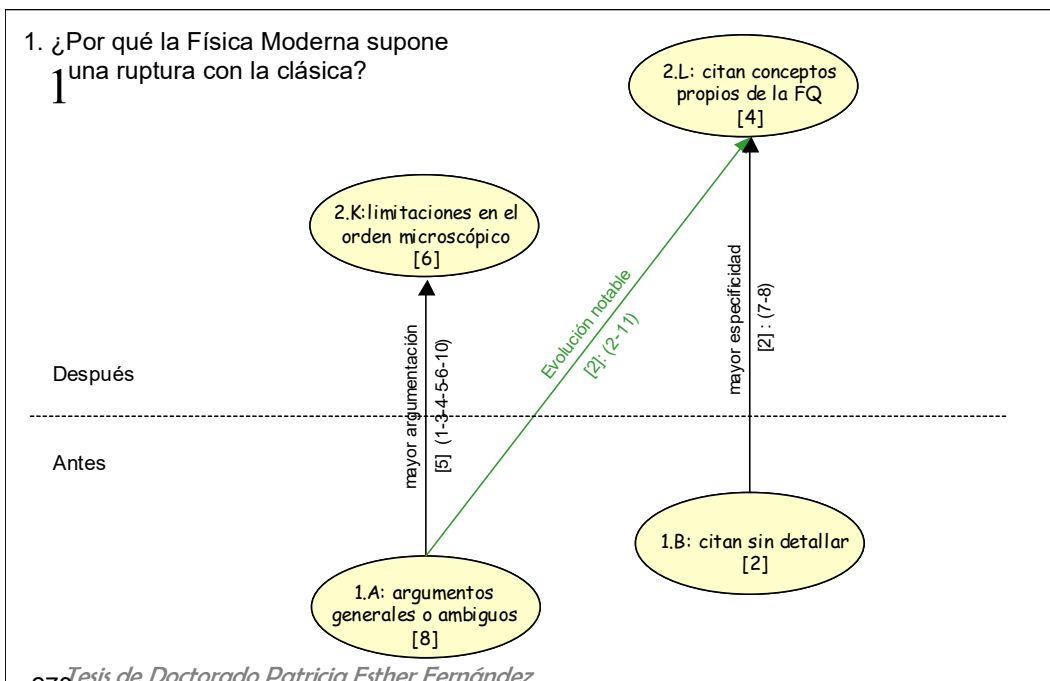 1. ¿Por qué la Física Moderna supone
una ruptura con la clásica?
1
2.L: citan conceptos
propios de la FQ
[4]
2.K:limitaciones en el
orden microscópico
[6]
mayor argumentación
[5] (1-3-4-5-6-10)
Evolución notable
[2]: (2-11)
mayor especificidad
[2] : (7-8)
Después
Antes
1.B: citan sin detallar
[2]
1.A: argumentos
generales o ambiguos
[8]
Tesis de Doctorado Patricia Esther Fernández